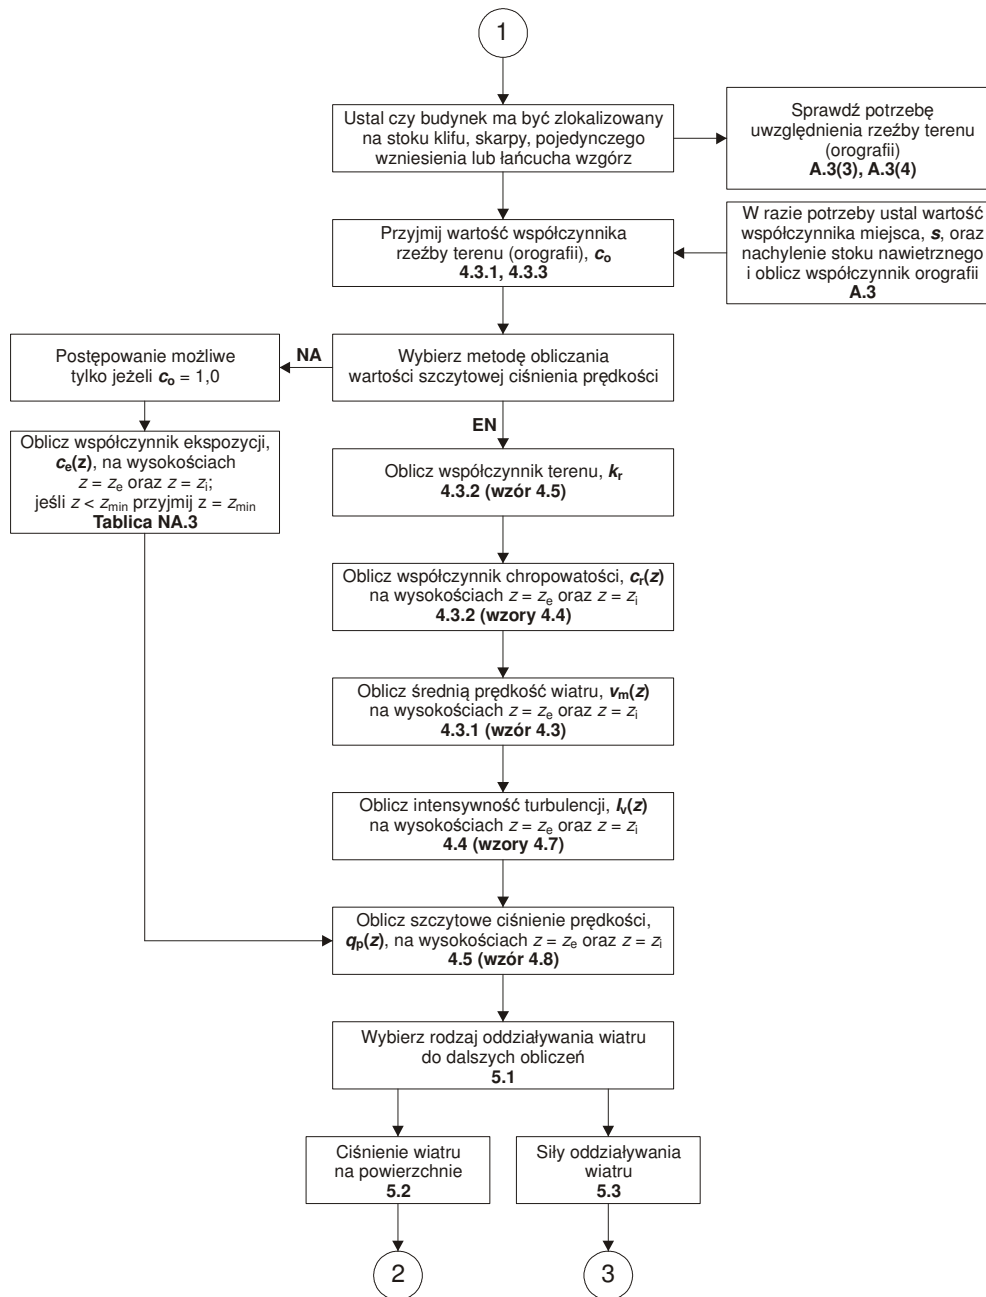 1
Ustal czy budynek ma być zlokalizowany
na stoku klifu, skarpy, pojedynczego
wzniesienia lub łańcucha wzgórz
Sprawdź potrzebę
uwzględnienia rzeźby terenu
(orografii)
A.3(3), A.3(4)
Przyjmij wartość współczynnika
rzeźby terenu (orografii), co
4.3.1, 4.3.3
W razie potrzeby ustal wartość
współczynnika miejsca, s, oraz
nachylenie stoku nawietrznego
i oblicz współczynnik orografii
A.3
Postępowanie możliwe
tylko jeżeli co = 1,0
NA
Wybierz metodę obliczania
wartości szczytowej ciśnienia prędkości
EN
Oblicz współczynnik ekspozycji,
ce(z), na wysokościach
z = ze oraz z = zi;
jeśli z < zmin przyjmij z = zmin
Tablica NA.3
Oblicz współczynnik terenu, kr
4.3.2 (wzór 4.5)
Oblicz współczynnik chropowatości, cr(z)
na wysokościach z = ze oraz z = zi
4.3.2 (wzory 4.4)
Oblicz średnią prędkość wiatru, vm(z)
na wysokościach z = ze oraz z = zi
4.3.1 (wzór 4.3)
Oblicz intensywność turbulencji, Iv(z)
na wysokościach z = ze oraz z = zi
4.4 (wzory 4.7)
Oblicz szczytowe ciśnienie prędkości,
qp(z), na wysokościach z = ze oraz z = zi
4.5 (wzór 4.8)
Wybierz rodzaj oddziaływania wiatru
do dalszych obliczeń
5.1
Ciśnienie wiatru
na powierzchnie
5.2
Siły oddziaływania
wiatru
5.3
2
3